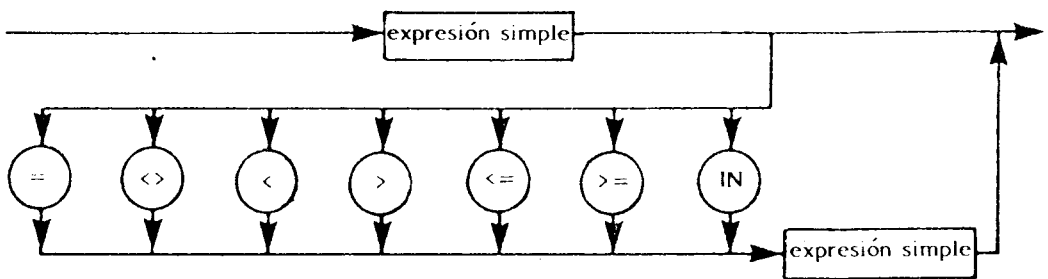 expresión simple
= <> < > <= >= IN
expresión simple